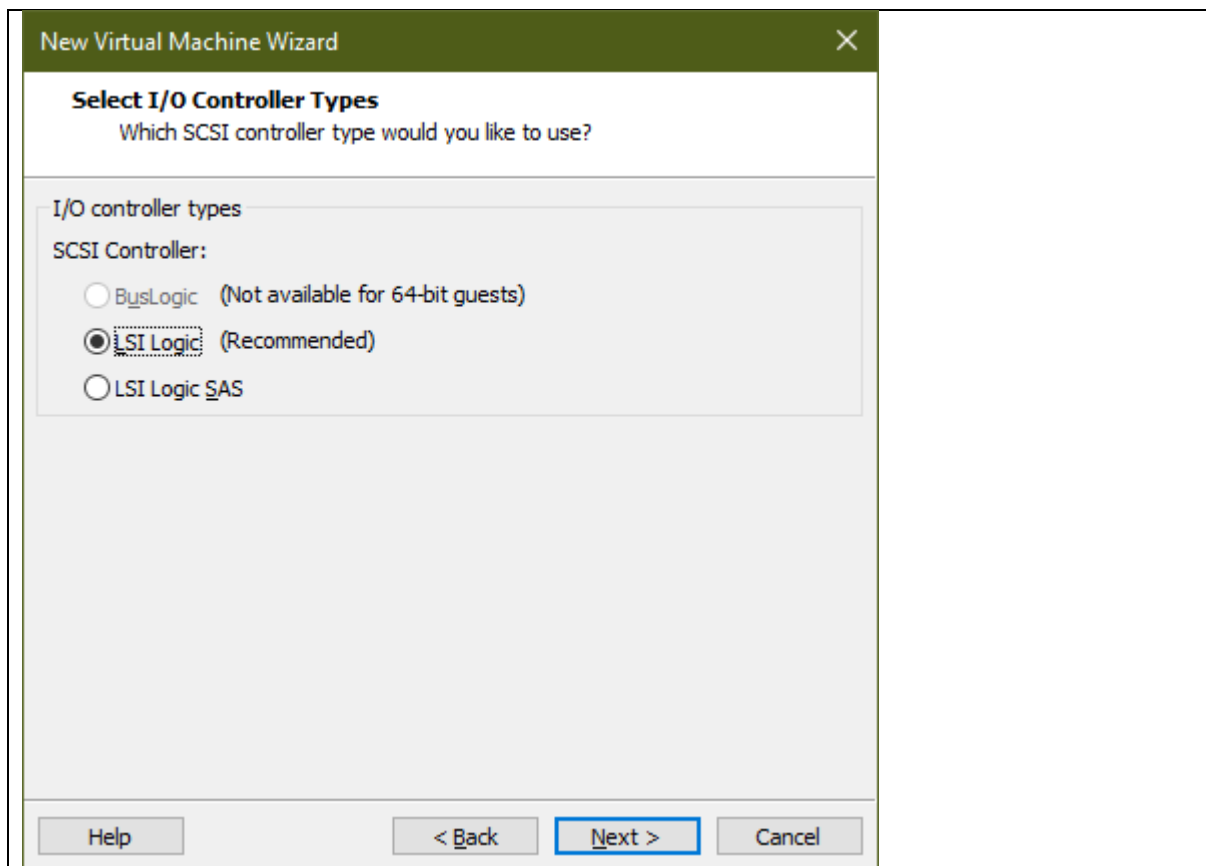 New Virtual Machine Wizard
Select I/O Controller Types
Which SCSI controller type would you like to use?
I/O controller types
SCSI Controller:
BusLogic (Not available for 64-bit guests)
LSI Logic (Recommended)
LSI Logic SAS
Help < Back Next > Cancel